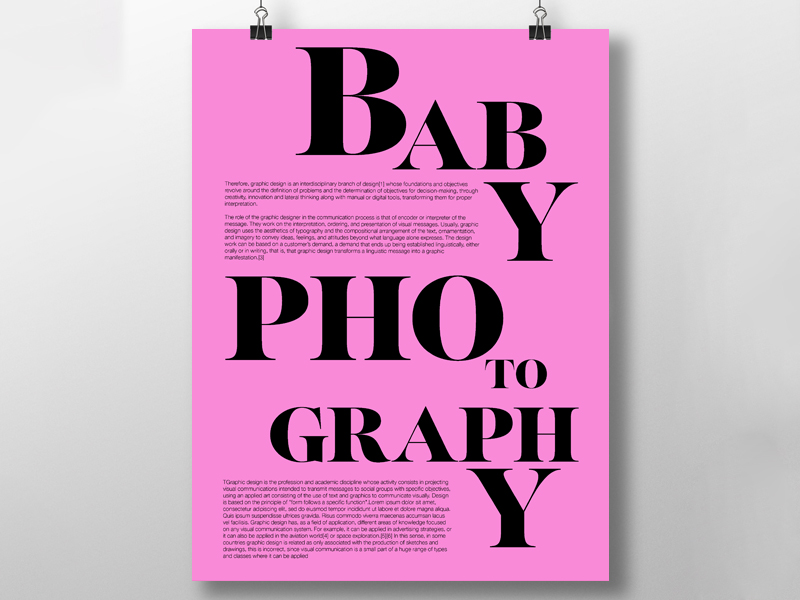 BAB
Y
Therefore, graphic design is an interdisciplinary branch of design[1] whose foundations and objectives
revolve around the definition of problems and the determination of objectives for decision-making, through
creativity, innovation and lateral thinking along with manual or digital tools, transforming them for proper
interpretation.
The role of the graphic designer in the communication process is that of encoder or interpreter of the
message. They work on the interpretation, ordering, and presentation of visual messages. Usually, graphic
design uses the aesthetics of typography and the compositional arrangement of the text, ornamentation,
and imagery to convey ideas, feelings, and attitudes beyond what language alone expresses. The design
work can be based on a customer's demand, a demand that ends up being established linguistically, either
orally or in writing, that is, that graphic design transforms a linguistic message into a graphic
manifestation.[3]
PHO
TO
GRAPH
Y
TGraphic design is the profession and academic discipline whose activity consists in projecting
visual communications intended to transmit messages to social groups with specific objectives,
using an applied art consisting of the use of text and graphics to communicate visually. Design
is based on the principle of "form follows a specific function".Lorem ipsum dolor sit amet,
consectetur adipiscing elit, sed do eiusmod tempor incididunt ut labore et dolore magna aliqua.
Quis ipsum suspendisse ultrices gravida. Risus commodo viverra maecenas accumsan lacus
vel facilisis. Graphic design has, as a field of application, different areas of knowledge focused
on any visual communication system. For example, it can be applied in advertising strategies, or
it can also be applied in the aviation world[4] or space exploration.[5][6] In this sense, in some
countries graphic design is related as only associated with the production of sketches and
drawings, this is incorrect, since visual communication is a small part of a huge range of types
and classes where it can be applied